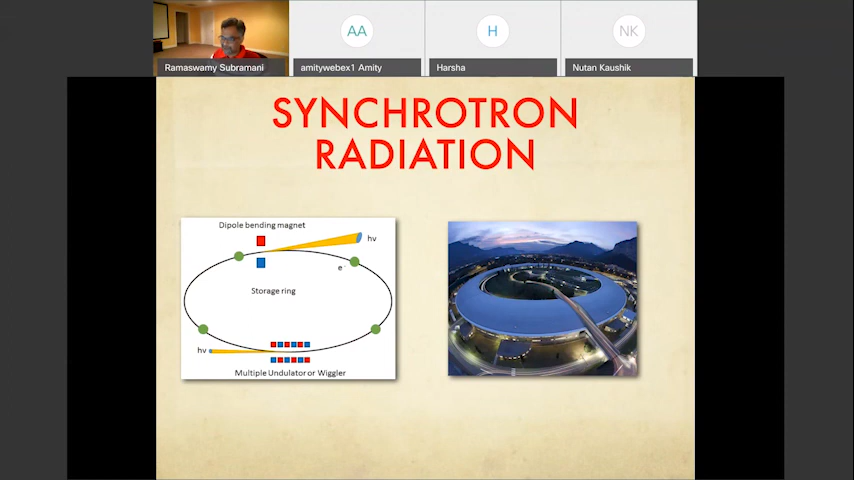 AA
H
NK
Ramaswamy Subramani
amitywebex1 Amity
Harsha
Nutan Kaushik
SYNCHROTRON
RADIATION
Dipole bending magnet
hν
e-
Storage ring
hν
Multiple Undulator or Wiggler